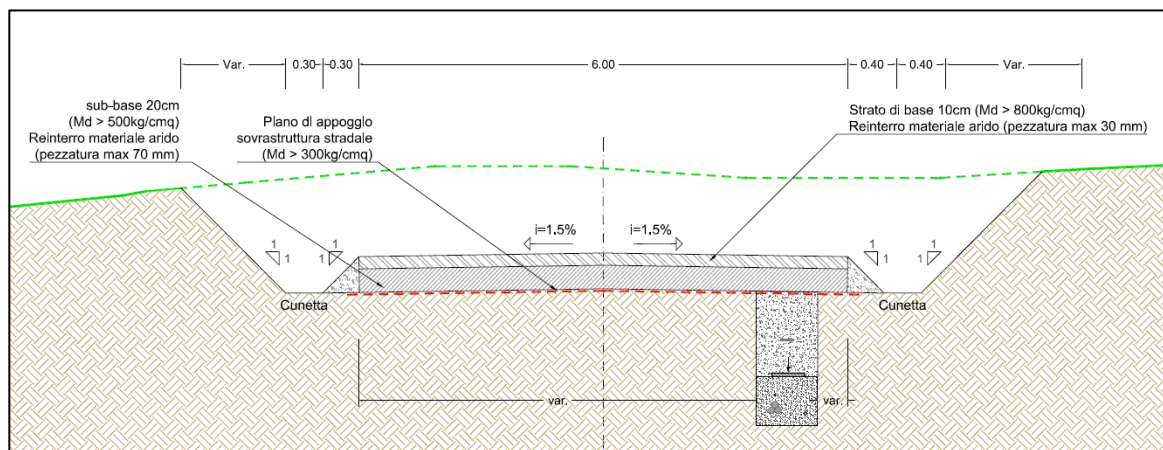 Var.
0.30
0.30
6.00
0.40
0.40
Var.
sub-base 20cm
(Md > 500kg/cmq)
Reinterro materiale arido
(pezzatura max 70 mm)
Plano dl appoggio
sovrastruttura stradale
(Md > 300kg/cmq)
Strato di base 10cm (Md > 800kg/cmq)
Reinterro materiale arido (pezzatura max 30 mm)
i=1.5%
i=1.5%
1
1
1
1
1
1
1
1
Cunetta
Cunetta
var.
var.